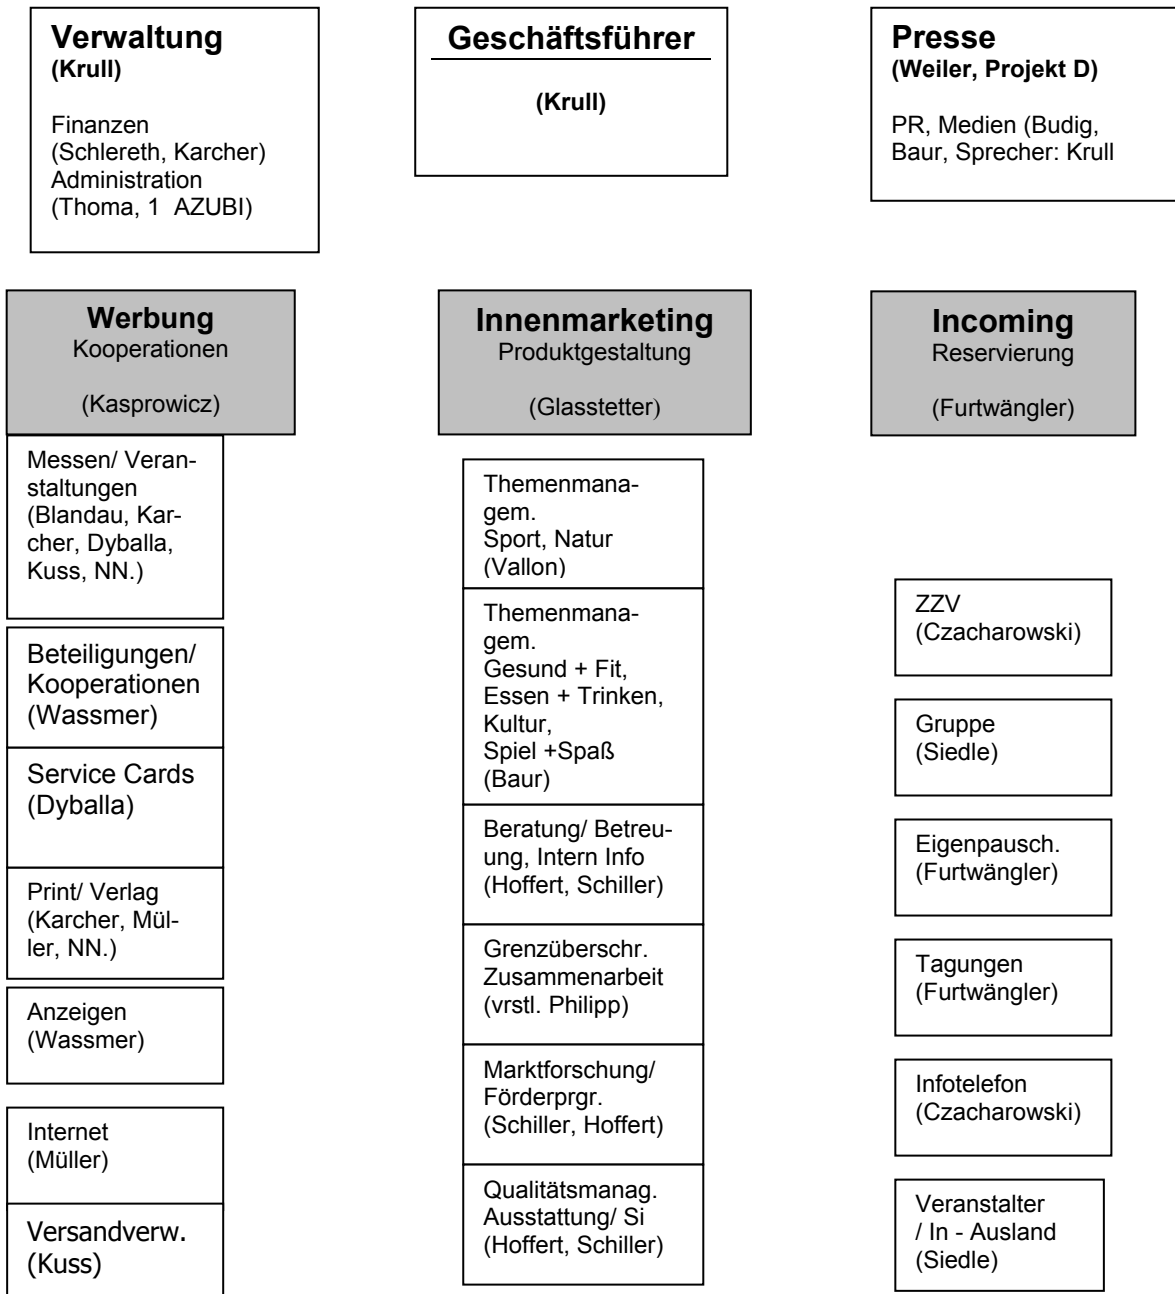 Verwaltung
(Krull)
Finanzen
(Schlereth, Karcher)
Administration
(Thoma, 1  AZUBI)
Geschäftsführer
(Krull)
Presse
(Weiler, Projekt D)
PR, Medien (Budig,
Baur, Sprecher: Krull
Werbung
Kooperationen
(Kasprowicz)
Messen/ Veran-
staltungen
(Blandau, Kar-
cher, Dyballa,
Kuss, NN.)
Beteiligungen/
Kooperationen
(Wassmer)
Service Cards
(Dyballa)
Print/ Verlag
(Karcher, Mül-
ler, NN.)
Anzeigen
(Wassmer)
Internet
(Müller)
Versandverw.
(Kuss)
Innenmarketing
Produktgestaltung
(Glasstetter)
Themenmana-
gem.
Sport, Natur
(Vallon)
Themenmana-
gem.
Gesund + Fit,
Essen + Trinken,
Kultur,
Spiel +Spaß
(Baur)
Beratung/ Betreu-
ung, Intern Info
(Hoffert, Schiller)
Grenzüberschr.
Zusammenarbeit
(vrstl. Philipp)
Marktforschung/
Förderprgr.
(Schiller, Hoffert)
Qualitätsmanag.
Ausstattung/ Si
(Hoffert, Schiller)
Incoming
Reservierung
(Furtwängler)
ZZV
(Czacharowski)
Gruppe
(Siedle)
Eigenpausch.
(Furtwängler)
Tagungen
(Furtwängler)
Infotelefon
(Czacharowski)
Veranstalter
/ In - Ausland
(Siedle)